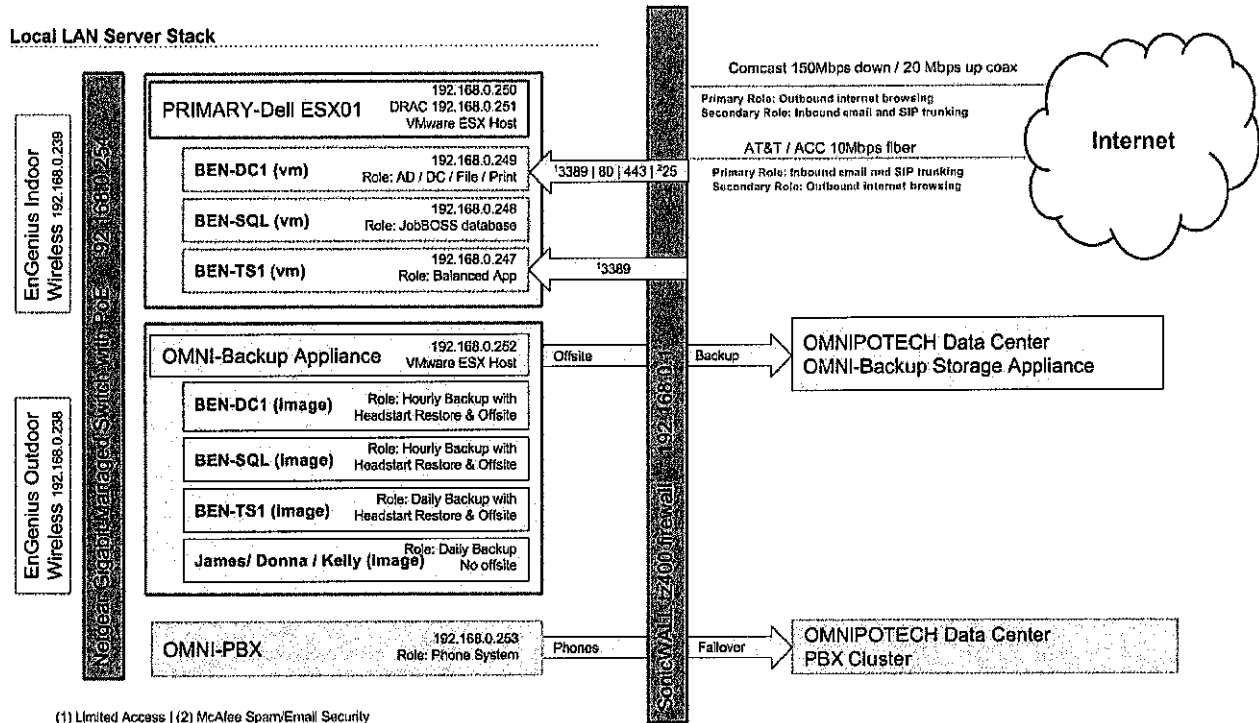 Local LAN Server Stack
EnGenius Indoor
Wireless 192.168.0.239
EnGenius Outdoor
Wireless 192.168.0.238
Netgear Gigabit Managed Switch with PoE
PRIMARY-Dell ESX01
192.168.0.250
DRAC 192.168.0.251
VMware ESX Host
BEN-DC1 (vm)
192.168.0.249
Role: AD / DC / File / Print
BEN-SQL (vm)
192.168.0.248
Role: JobBOSS database
BEN-TS1 (vm)
192.168.0.247
Role: Balanced App
¹3389 | 80 | 443 | ²25
¹3389
OMNI-Backup Appliance
192.168.0.252
VMware ESX Host
BEN-DC1 (Image)
Role: Hourly Backup with
Headstart Restore & Offsite
BEN-SQL (Image)
Role: Hourly Backup with
Headstart Restore & Offsite
BEN-TS1 (Image)
Role: Daily Backup with
Headstart Restore & Offsite
James/ Donna / Kelly (Image)
Role: Daily Backup
No offsite
OMNI-PBX
192.168.0.253
Role: Phone System
SonicWALL firewall
Offsite
Backup
Phones
Failover
Comcast 150Mbps down / 20 Mbps up coax
Primary Role: Outbound internet browsing
Secondary Role: Inbound email and SIP trunking
AT&T / ACC 10Mbps fiber
Primary Role: Inbound email and SIP trunking
Secondary Role: Outbound internet browsing
Internet
OMNIPOTECH Data Center
OMNI-Backup Storage Appliance
OMNIPOTECH Data Center
PBX Cluster
(1) Limited Access | (2) McAfee Spam/Email Security